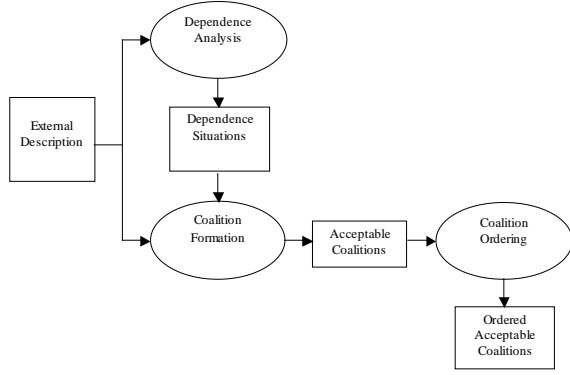 Dependence
Analysis
External
Description
Dependence
Situations
Coalition
Formation
Acceptable
Coalitions
Coalition
Ordering
Ordered
Acceptable
Coalitions